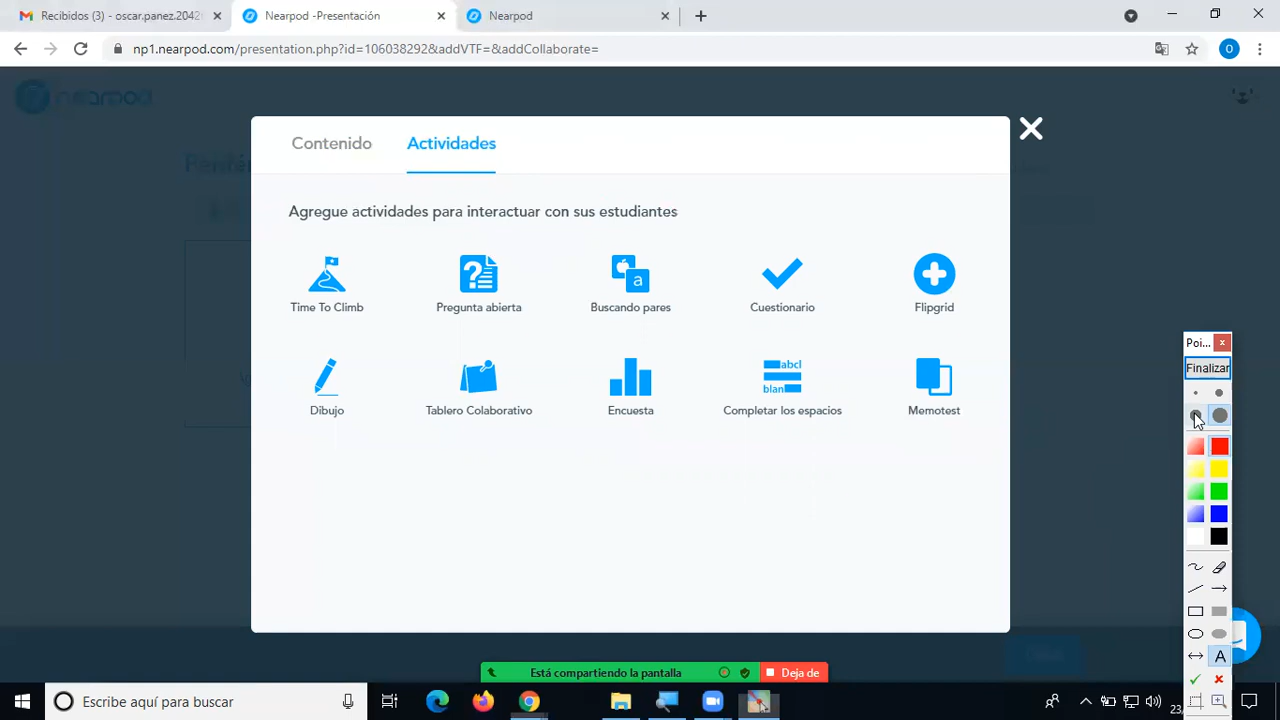 Recibidos (3) - oscar.panez.2042
Nearpod -Presentación
Nearpod
np1.nearpod.com/presentation.php?id=106038292&addVTF=&addCollaborate=
O
nearpod
Contenido
Actividades
Agregue actividades para interactuar con sus estudiantes
Time To Climb
Pregunta abierta
a
Buscando pares
Cuestionario
Flipgrid
Dibujo
Tablero Colaborativo
Encuesta
abcl
blan
Completar los espacios
Memotest
Poi...
Finalizar
A
Está compartiendo la pantalla
Deja de
Escribe aquí para buscar
23